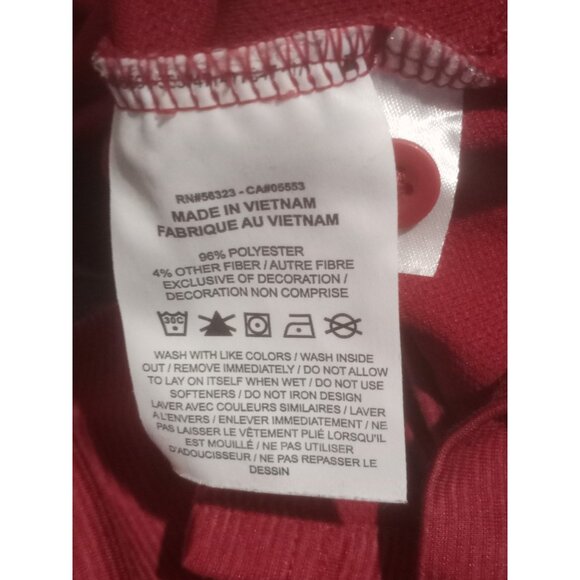 RN#56323 - CA#05553
MADE IN VIETNAM
FABRIQUE AU VIETNAM
96% POLYESTER
4% OTHER FIBER / AUTRE FIBRE
EXCLUSIVE OF DECORATION /
DECORATION NON COMPRISE
30C
WASH WITH LIKE COLORS / WASH INSIDE
OUT / REMOVE IMMEDIATELY / DO NOT ALLOW
TO LAY ON ITSELF WHEN WET / DO NOT USE
SOFTENERS / DO NOT IRON DESIGN
LAVER AVEC COULEURS SIMILAIRES / LAVER
A L'ENVERS / ENLEVER IMMEDIATEMENT / NE
PAS LAISSER LE VÊTEMENT PLIÉ LORSQU'IL
EST MOUILLÉ / NE PAS UTILISER
D'ADOUCISSEUR / NE PAS REPASSER LE
DESSIN